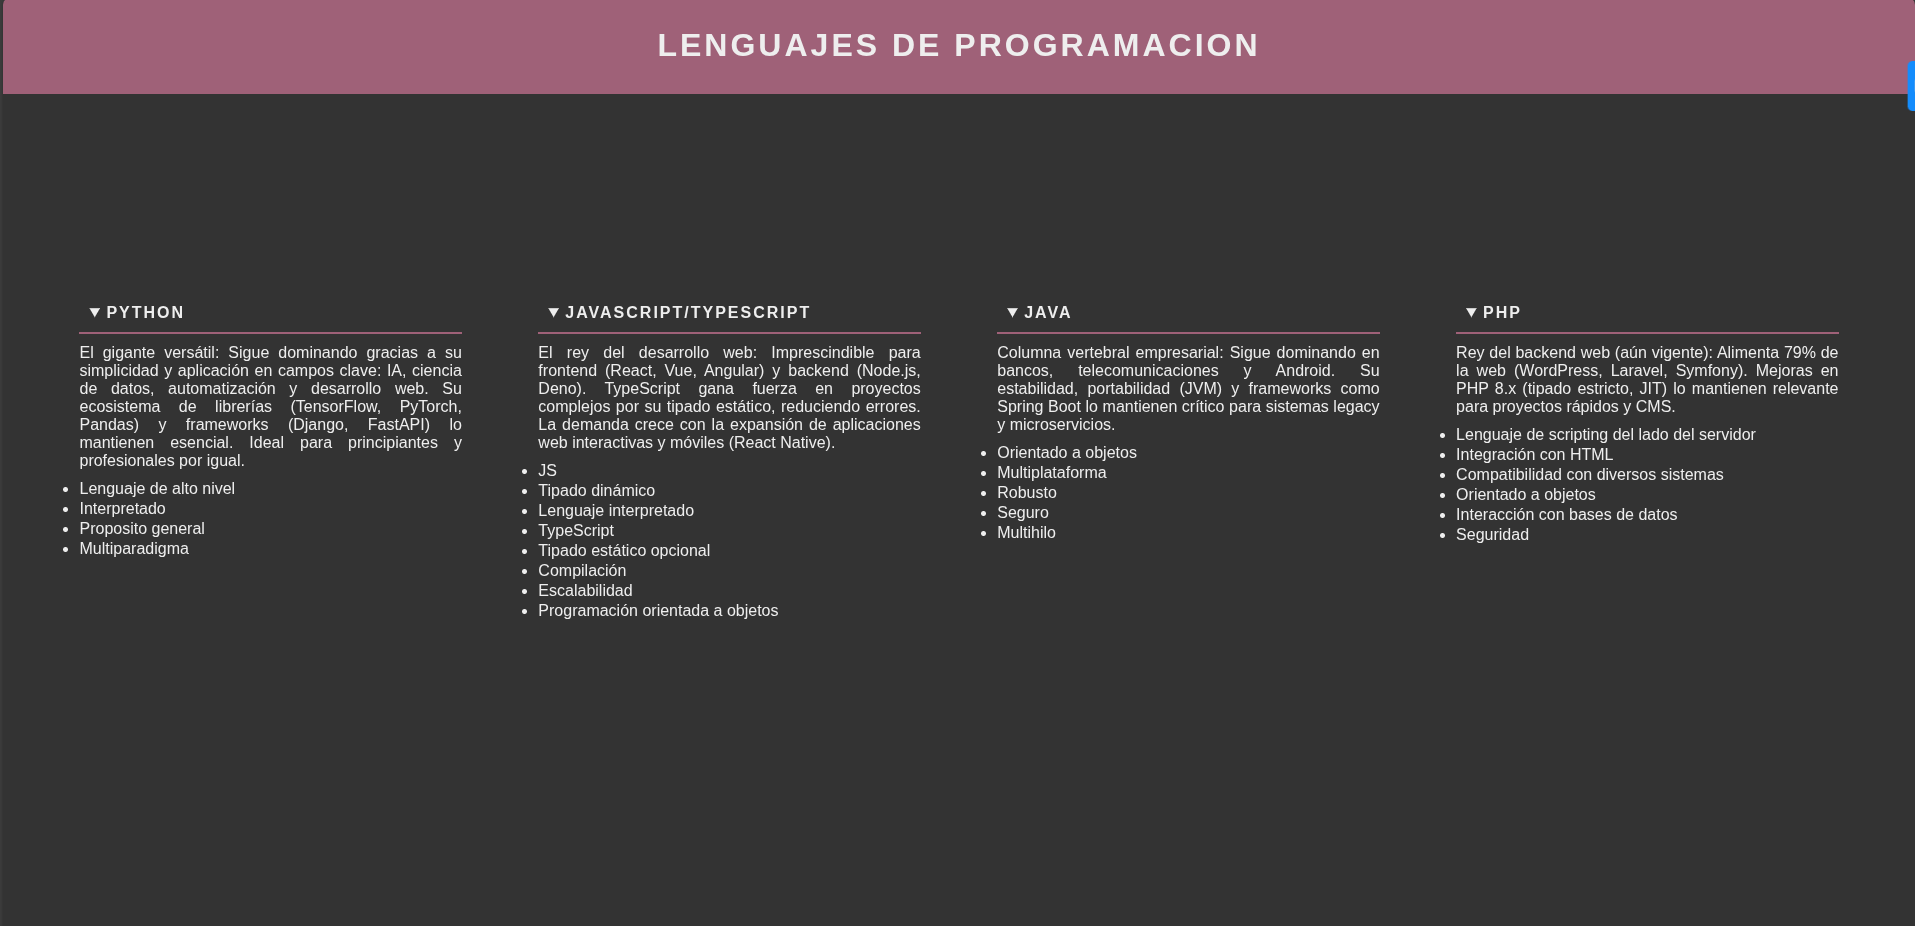 LENGUAJES DE PROGRAMACION
PYTHON
El gigante versátil: Sigue dominando gracias a su
simplicidad y aplicación en campos clave: IA, ciencia
de datos, automatización y desarrollo web. Su
ecosistema de librerías (TensorFlow, PyTorch,
Pandas) y frameworks (Django, FastAPI) lo
mantienen esencial. Ideal para principiantes y
profesionales por igual.
Lenguaje de alto nivel
Interpretado
Proposito general
Multiparadigma
JAVASCRIPT/TYPESCRIPT
El rey del desarrollo web: Imprescindible para
frontend (React, Vue, Angular) y backend (Node.js,
Deno). TypeScript gana fuerza en proyectos
complejos por su tipado estático, reduciendo errores.
La demanda crece con la expansión de aplicaciones
web interactivas y móviles (React Native).
JS
Tipado dinámico
Lenguaje interpretado
TypeScript
Tipado estático opcional
Compilación
Escalabilidad
Programación orientada a objetos
JAVA
Columna vertebral empresarial: Sigue dominando en
bancos, telecomunicaciones y Android. Su
estabilidad, portabilidad (JVM) y frameworks como
Spring Boot lo mantienen crítico para sistemas legacy
y microservicios.
Orientado a objetos
Multiplataforma
Robusto
Seguro
Multihilo
PHP
Rey del backend web (aún vigente): Alimenta 79% de
la web (WordPress, Laravel, Symfony). Mejoras en
PHP 8.x (tipado estricto, JIT) lo mantienen relevante
para proyectos rápidos y CMS.
Lenguaje de scripting del lado del servidor
Integración con HTML
Compatibilidad con diversos sistemas
Orientado a objetos
Interacción con bases de datos
Seguridad